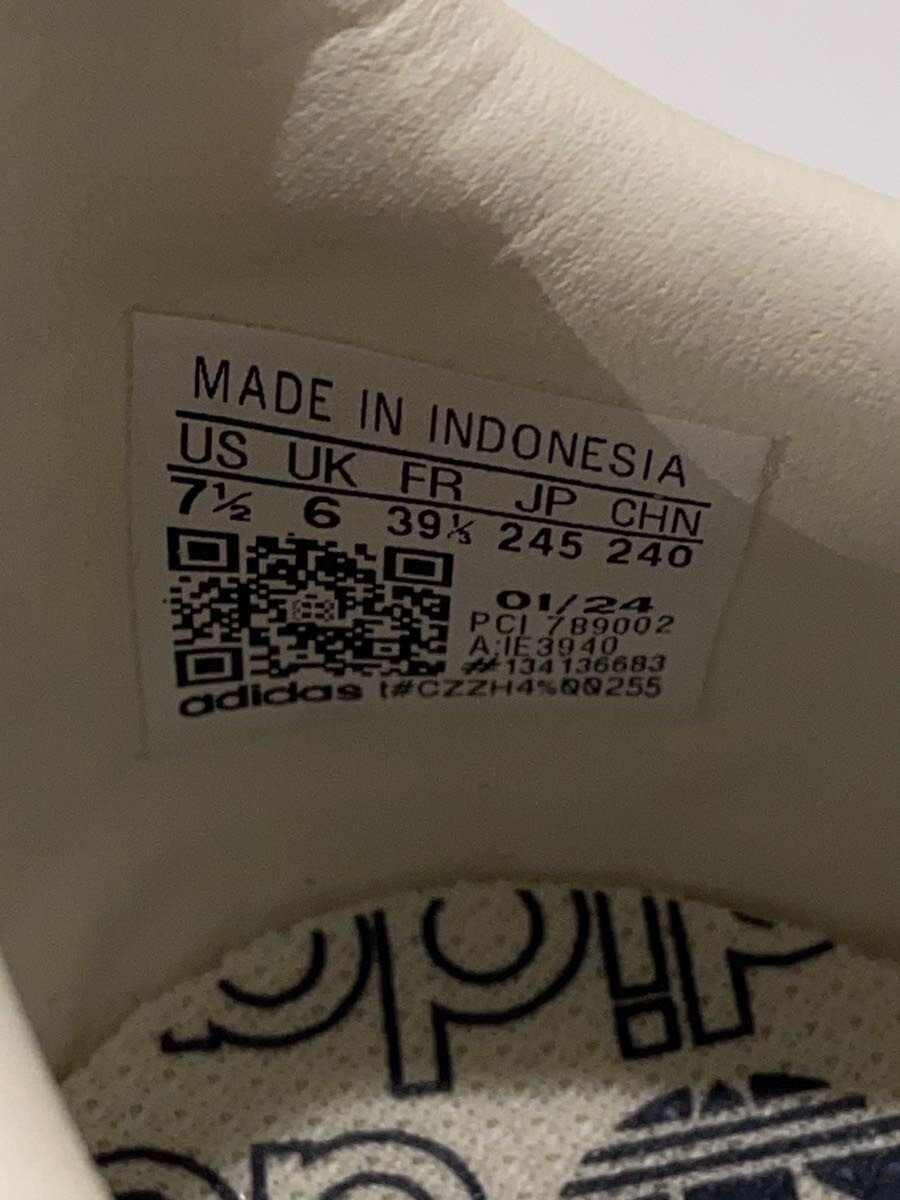 MADE IN INDONESIA
US UK FR JP CHN
7½ 6 39⅓ 245 240
01/24
PCI 789002
A:IE3940
#134136683
adidas t#CZZH4%00255
adidas